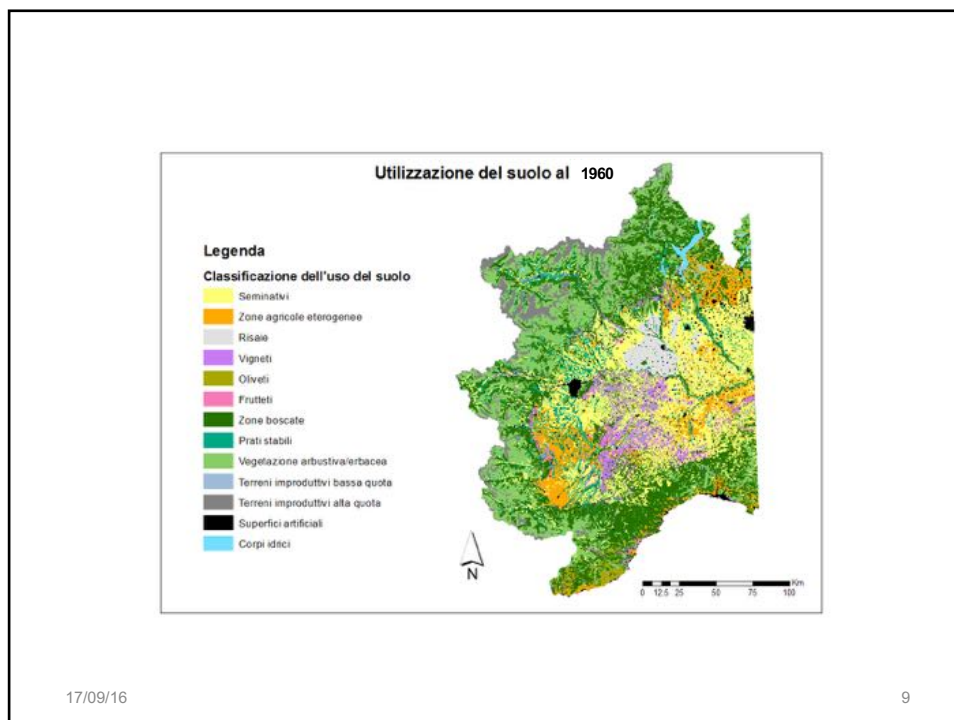 Utilizzazione del suolo al 1960
Legenda
Classificazione dell'uso del suolo
Seminativi
Zone agricole eterogenee
Risaie
Vigneti
Oliveti
Frutteti
Zone boscate
Prati stabili
Vegetazione arbustiva/erbacea
Terreni improduttivi bassa quota
Terreni improduttivi alta quota
Superfici artificiali
Corpi idrici
N
Km
0 12.5 25 50 75 100
17/09/16 9